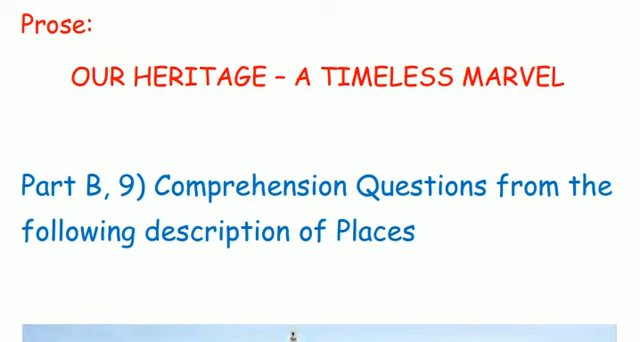 Prose:
OUR HERITAGE – A TIMELESS MARVEL
Part B, 9) Comprehension Questions from the
following description of Places